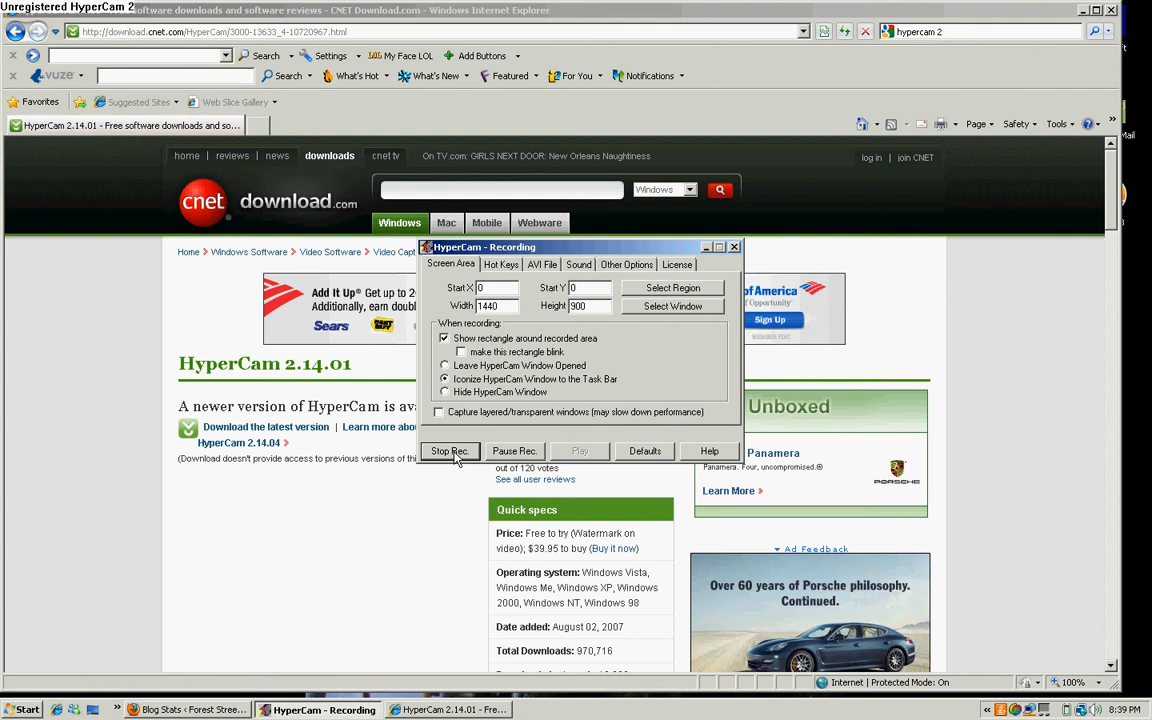 Unregistered HyperCam 2
software downloads and software reviews - CNET Download.com - Windows Internet Explorer
http://download.cnet.com/HyperCam/3000-13633_4-10720967.html
hypercam 2
Search
Settings
My Face LOL
Add Buttons
vuze
Search
What's Hot
What's New
Featured
For You
Notifications
Favorites
Suggested Sites
Web Slice Gallery
HyperCam 2.14.01 - Free software downloads and so...
Page
Safety
Tools
Mail
home | reviews | news
downloads
cnet tv
On TV.com: GIRLS NEXT DOOR: New Orleans Naughtiness
log in | join CNET
cnet download.com
Windows
Windows
Mac
Mobile
Webware
Home > Windows Software > Video Software > Video Capt
HyperCam - Recording
Screen Area
Hot Keys
AVI File
Sound
Other Options
License
Start X 0
Start Y 0
Select Region
Width 1440
Height 900
Select Window
When recording:
Show rectangle around recorded area
make this rectangle blink
Leave HyperCam Window Opened
Iconize HyperCam Window to the Task Bar
Hide HyperCam Window
Capture layered/transparent windows (may slow down performance)
Stop Rec.
Pause Rec.
Play
Defaults
Help
Add It Up® Get up to 2
Additionally, earn doubl
Sears
BEST BUY
of America
Opportunity
Sign Up
MEMBER FDIC
HyperCam 2.14.01
A newer version of HyperCam is ava
Download the latest version | Learn more abou
HyperCam 2.14.04 >
(Download doesn't provide access to previous versions of thi
out of 120 votes
See all user reviews
Quick specs
Price: Free to try (Watermark on
video); $39.95 to buy (Buy it now)
Operating system: Windows Vista,
Windows Me, Windows XP, Windows
2000, Windows NT, Windows 98
Date added: August 02, 2007
Total Downloads: 970,716
Unboxed
Panamera
Panamera. Four, uncompromised.®
Learn More >
PORSCHE
Ad Feedback
Over 60 years of Porsche philosophy.
Continued.
Internet | Protected Mode: On
100%
Start
Blog Stats ‹ Forest Stree...
HyperCam - Recording
HyperCam 2.14.01 - Fre...
8:39 PM